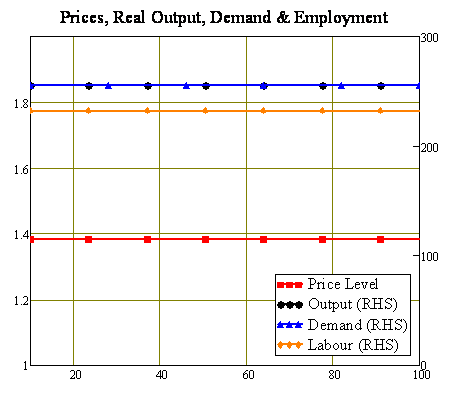 Prices, Real Output, Demand & Employment
300
1.8
200
1.6
1.4
100
1.2
1
0
20
40
60
80
100
Price Level
Output (RHS)
Demand (RHS)
Labour (RHS)